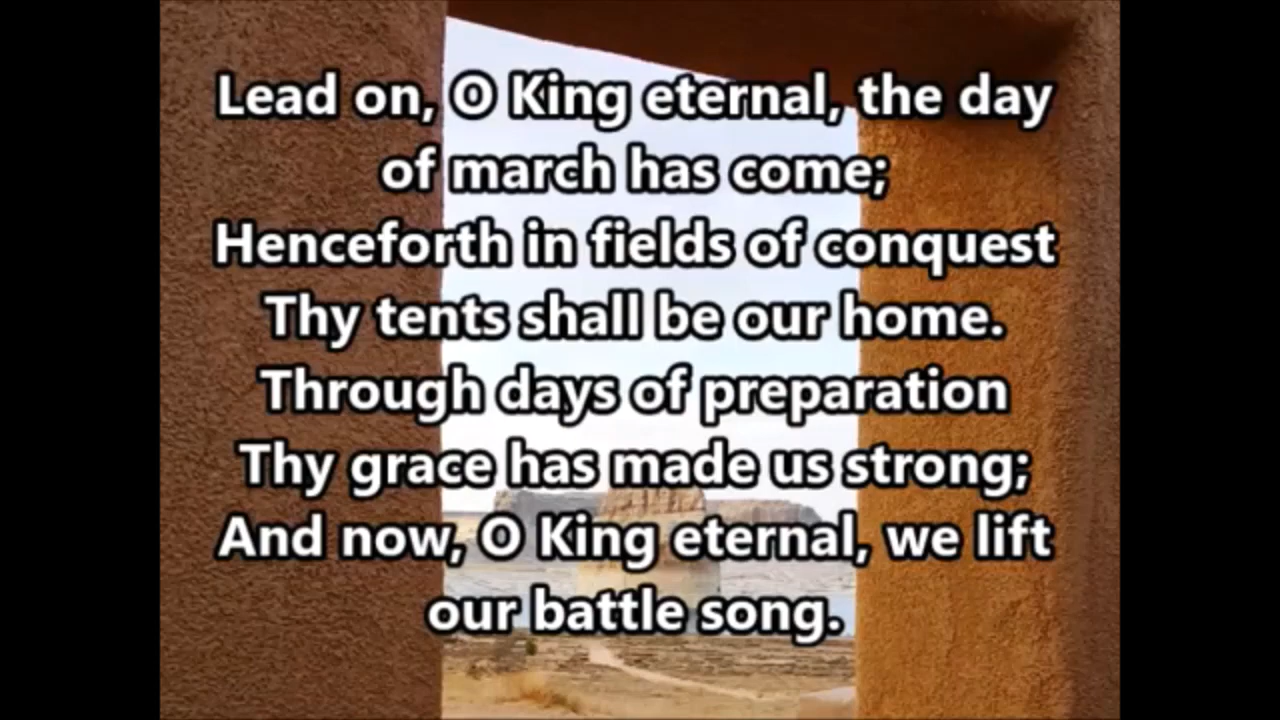 Lead on, O King eternal, the day
of march has come;
Henceforth in fields of conquest
Thy tents shall be our home.
Through days of preparation
Thy grace has made us strong;
And now, O King eternal, we lift
our battle song.